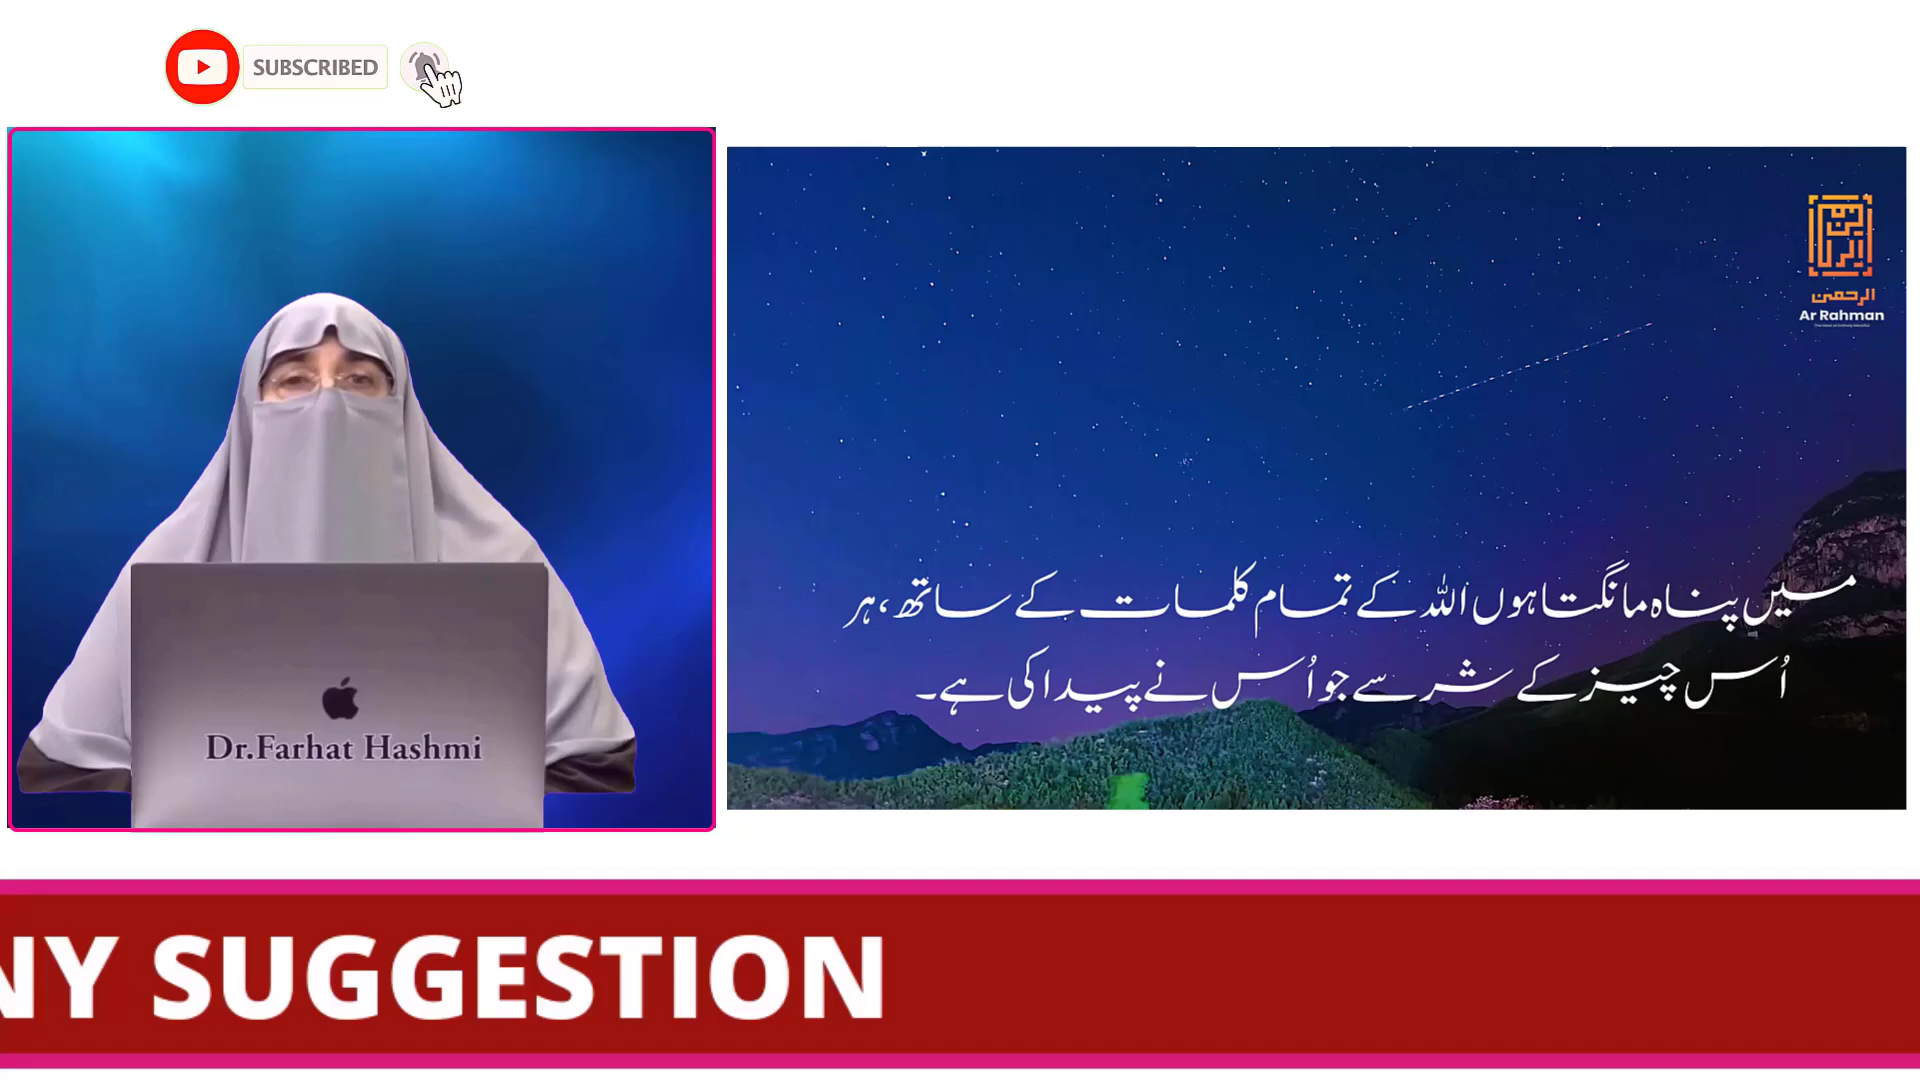 SUBSCRIBED
الرحمن
Ar Rahman
میں پناہ مانگتا ہوں اللہ کے تمام کلمات کے ساتھ، ہر
اُس چیز کے شر سے جو اُس نے پیدا کی ہے۔
Dr.Farhat Hashmi
NY SUGGESTION